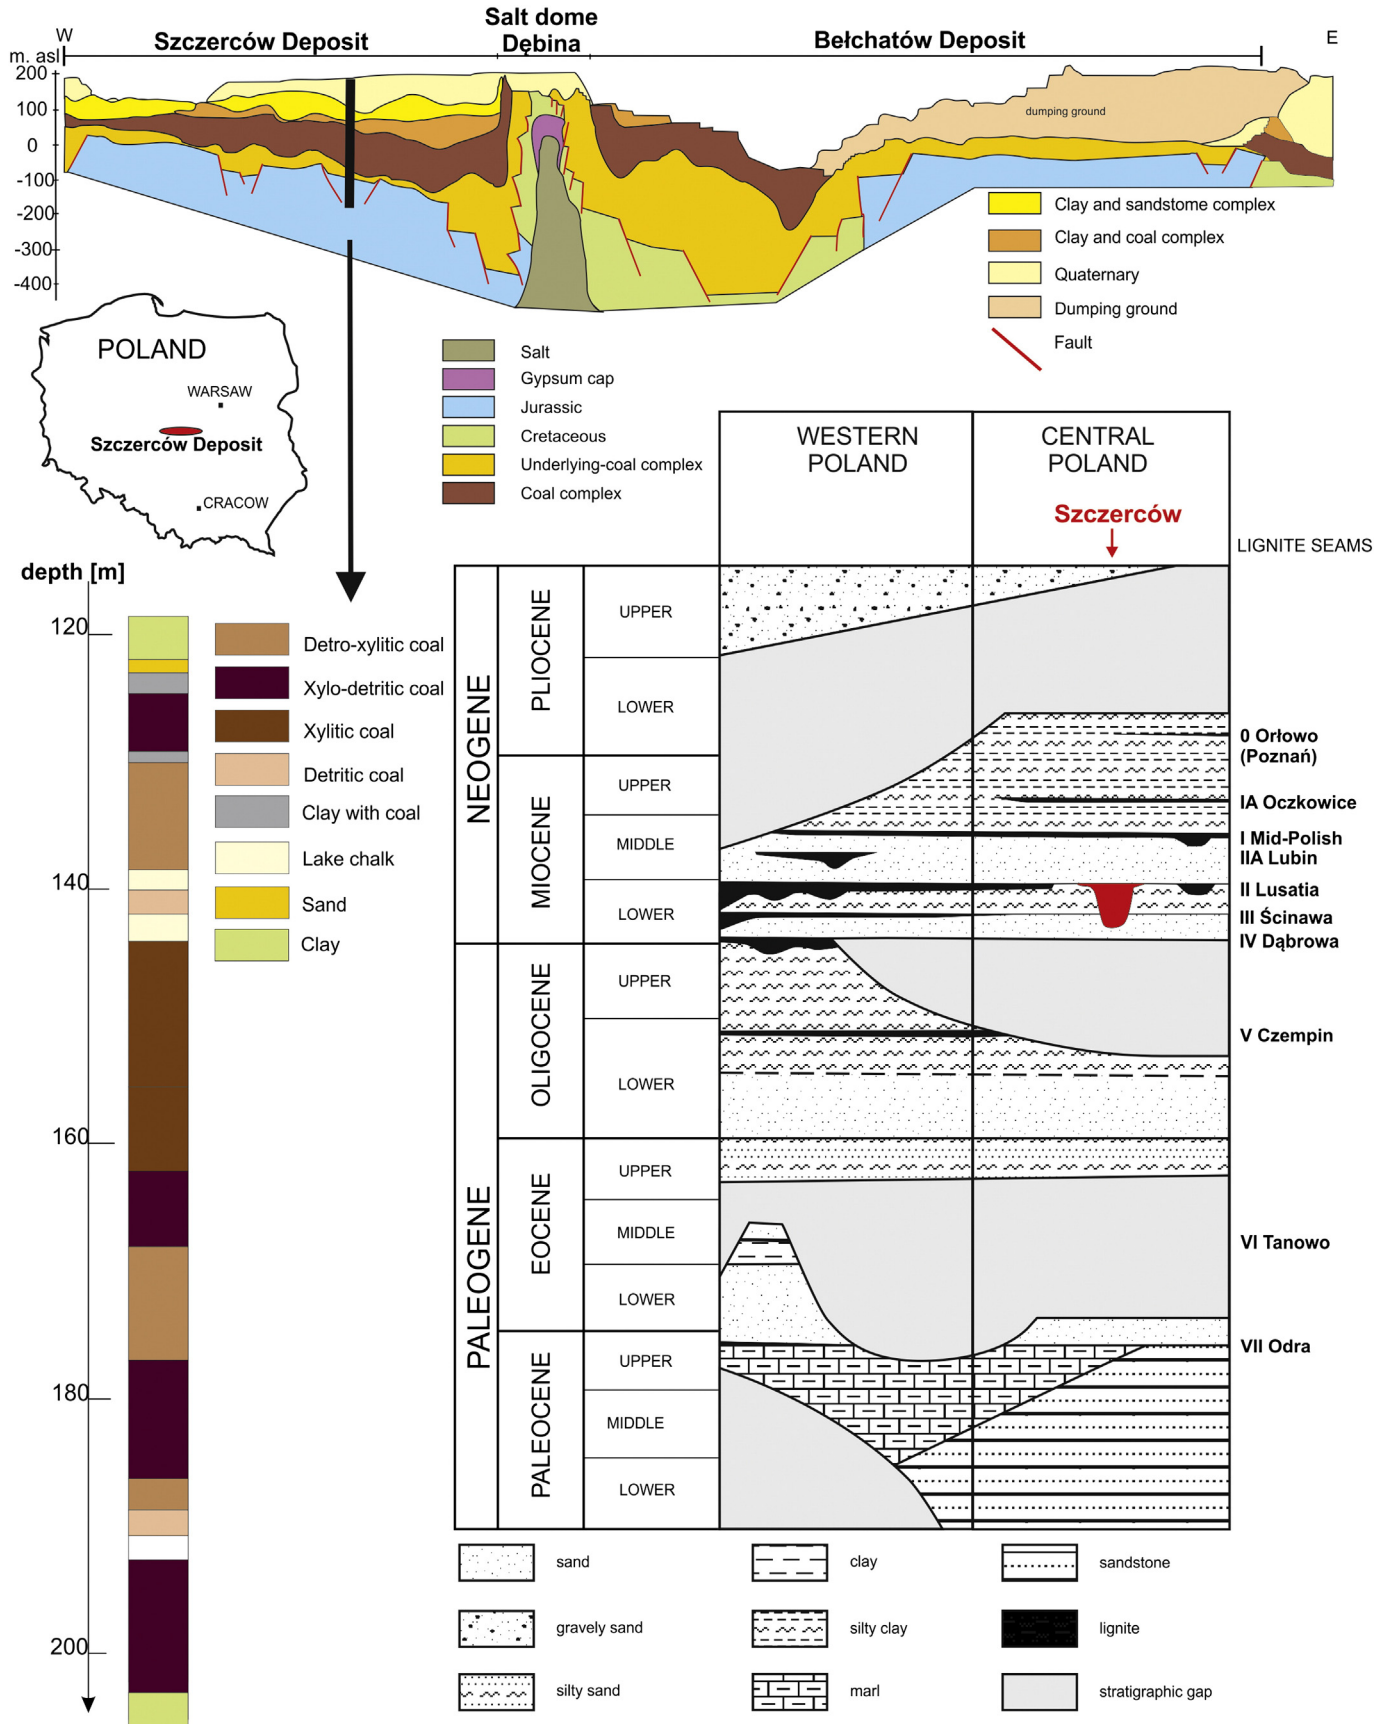 Salt dome
W
Szczerców Deposit
Dębina
Bełchatów Deposit
E
m. asl
200
100
0
-100
-200
-300
-400
dumping ground
Clay and sandstome complex
Clay and coal complex
Quaternary
Dumping ground
Fault
POLAND
WARSAW
Szczerców Deposit
CRACOW
Salt
Gypsum cap
Jurassic
Cretaceous
Underlying-coal complex
Coal complex
depth [m]
120
140
160
180
200
Detro-xylitic coal
Xylo-detritic coal
Xylitic coal
Detritic coal
Clay with coal
Lake chalk
Sand
Clay
WESTERN
POLAND
CENTRAL
POLAND
Szczerców
LIGNITE SEAMS
NEOGENE
PALEOGENE
PLIOCENE
MIOCENE
OLIGOCENE
EOCENE
PALEOCENE
UPPER
LOWER
UPPER
MIDDLE
LOWER
UPPER
LOWER
UPPER
MIDDLE
LOWER
UPPER
MIDDLE
LOWER
0 Orłowo
(Poznań)
IA Oczkowice
I Mid-Polish
IIA Lubin
II Lusatia
III Ścinawa
IV Dąbrowa
V Czempin
VI Tanowo
VII Odra
sand
clay
sandstone
gravely sand
silty clay
lignite
silty sand
marl
stratigraphic gap